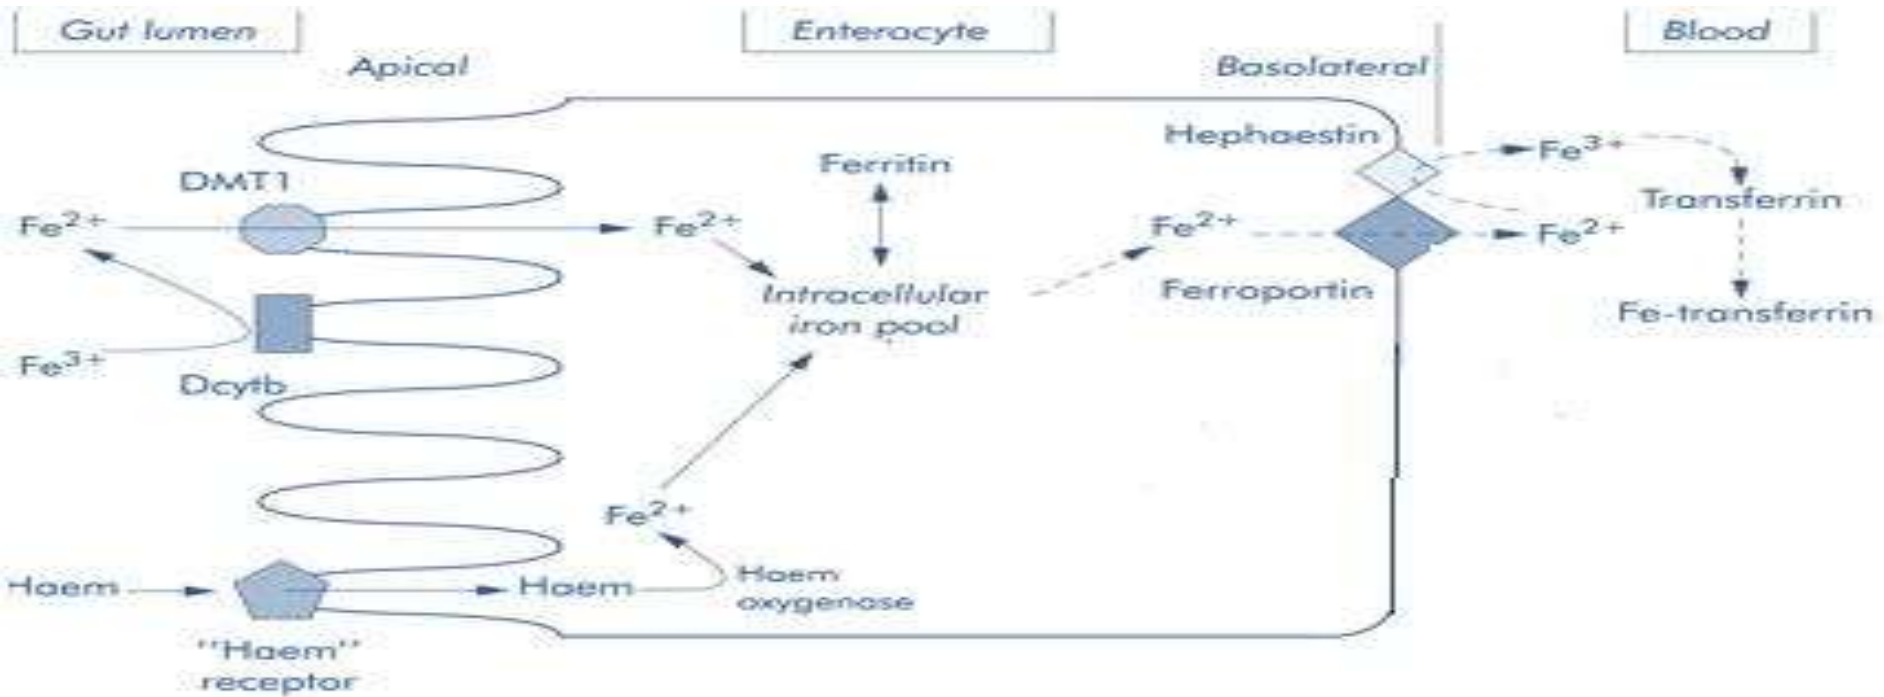 Gut lumen
Enterocyte
Blood
Apical
Basolateral
Hephaestin
Fe3+
Ferritin
DMT1
Transferrin
Fe2+
Fe2+
Fe2+
Fe2+
Intracellular
iron pool
Ferroportin
Fe-transferrin
Fe3+
Dcytb
Fe2+
Haem
Haem
Haem
oxygenase
"Haem"
receptor